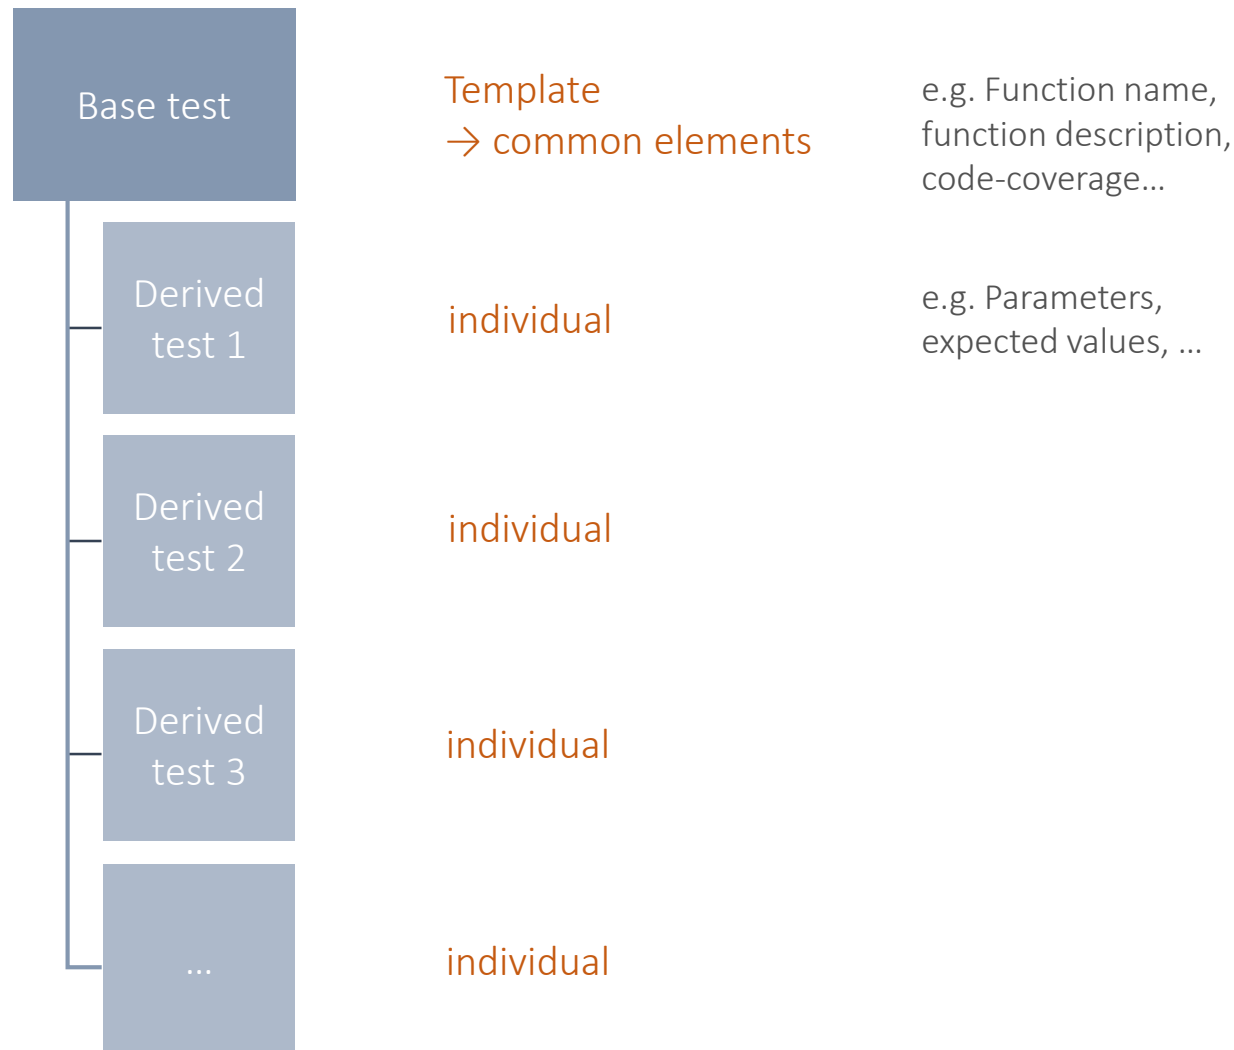 Base test
Template
→ common elements
e.g. Function name,
function description,
code-coverage...
Derived
test 1
individual
e.g. Parameters,
expected values, ...
Derived
test 2
individual
Derived
test 3
individual
...
individual